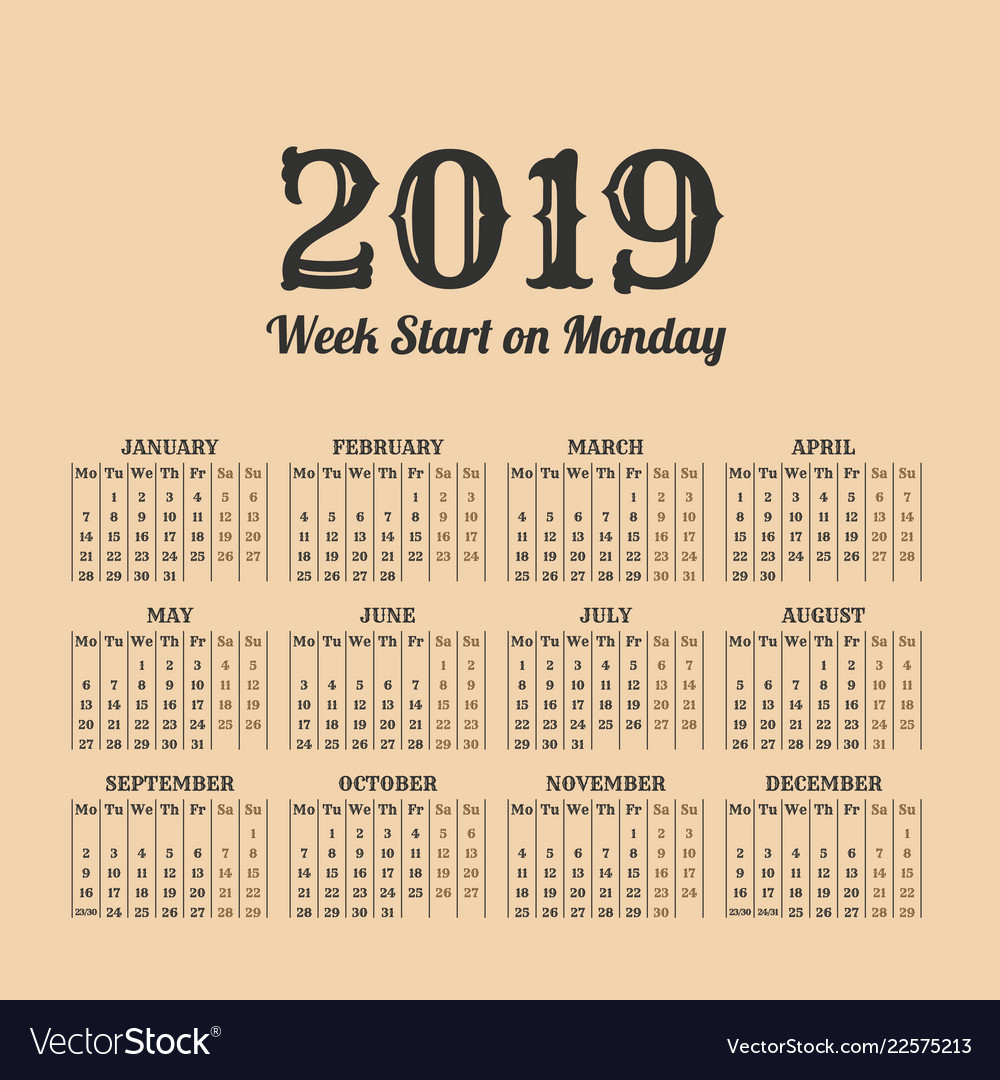 2019
Week Start on Monday
JANUARY FEBRUARY MARCH APRIL
Mo Tu We Th Fr Sa Su Mo Tu We Th Fr Sa Su Mo Tu We Th Fr Sa Su Mo Tu We Th Fr Sa Su
1 2 3 4 5 6 1 2 3 1 2 3 1 2 3 4 5 6 7
7 8 9 10 11 12 13 4 5 6 7 8 9 10 4 5 6 7 8 9 10 8 9 10 11 12 13 14
14 15 16 17 18 19 20 11 12 13 14 15 16 17 11 12 13 14 15 16 17 15 16 17 18 19 20 21
21 22 23 24 25 26 27 18 19 20 21 22 23 24 18 19 20 21 22 23 24 22 23 24 25 26 27 28
28 29 30 31 25 26 27 28 25 26 27 28 29 30 31 29 30
MAY JUNE JULY AUGUST
Mo Tu We Th Fr Sa Su Mo Tu We Th Fr Sa Su Mo Tu We Th Fr Sa Su Mo Tu We Th Fr Sa Su
1 2 3 4 5 1 2 1 2 3 4 5 6 7 1 2 3 4
6 7 8 9 10 11 12 3 4 5 6 7 8 9 8 9 10 11 12 13 14 5 6 7 8 9 10 11
13 14 15 16 17 18 19 10 11 12 13 14 15 16 15 16 17 18 19 20 21 12 13 14 15 16 17 18
20 21 22 23 24 25 26 17 18 19 20 21 22 23 22 23 24 25 26 27 28 19 20 21 22 23 24 25
27 28 29 30 31 24 25 26 27 28 29 30 29 30 31 26 27 28 29 30 31
SEPTEMBER OCTOBER NOVEMBER DECEMBER
Mo Tu We Th Fr Sa Su Mo Tu We Th Fr Sa Su Mo Tu We Th Fr Sa Su Mo Tu We Th Fr Sa Su
1 1 2 3 4 5 6 1 2 3 1
2 3 4 5 6 7 8 7 8 9 10 11 12 13 4 5 6 7 8 9 10 2 3 4 5 6 7 8
9 10 11 12 13 14 15 14 15 16 17 18 19 20 11 12 13 14 15 16 17 9 10 11 12 13 14 15
16 17 18 19 20 21 22 21 22 23 24 25 26 27 18 19 20 21 22 23 24 16 17 18 19 20 21 22
23/30 24 25 26 27 28 29 28 29 30 31 25 26 27 28 29 30 23/30 24/31 25 26 27 28 29
VectorStock® VectorStock.com/22575213